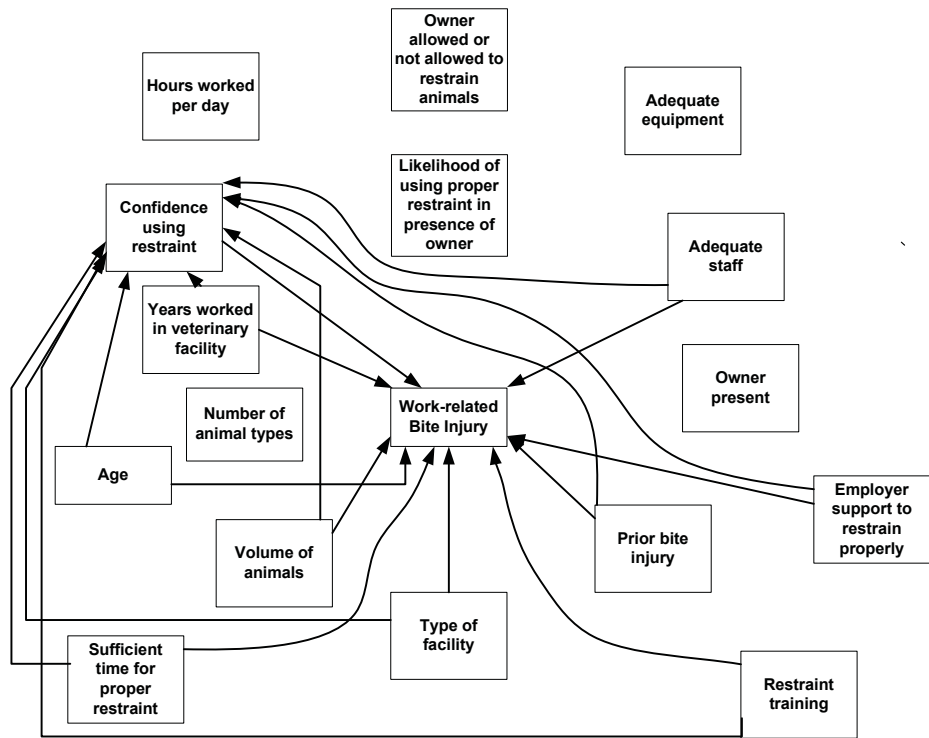 Owner
allowed or
not allowed to
restrain
animals
Hours worked
per day
Adequate
equipment
Likelihood of
using proper
restraint in
presence of
owner
Confidence
using
restraint
Adequate
staff
Years worked
in veterinary
facility
Owner
present
Number of
animal types
Work-related
Bite Injury
Age
Employer
support to
restrain
properly
Volume of
animals
Prior bite
injury
Type of
facility
Sufficient
time for
proper
restraint
Restraint
training